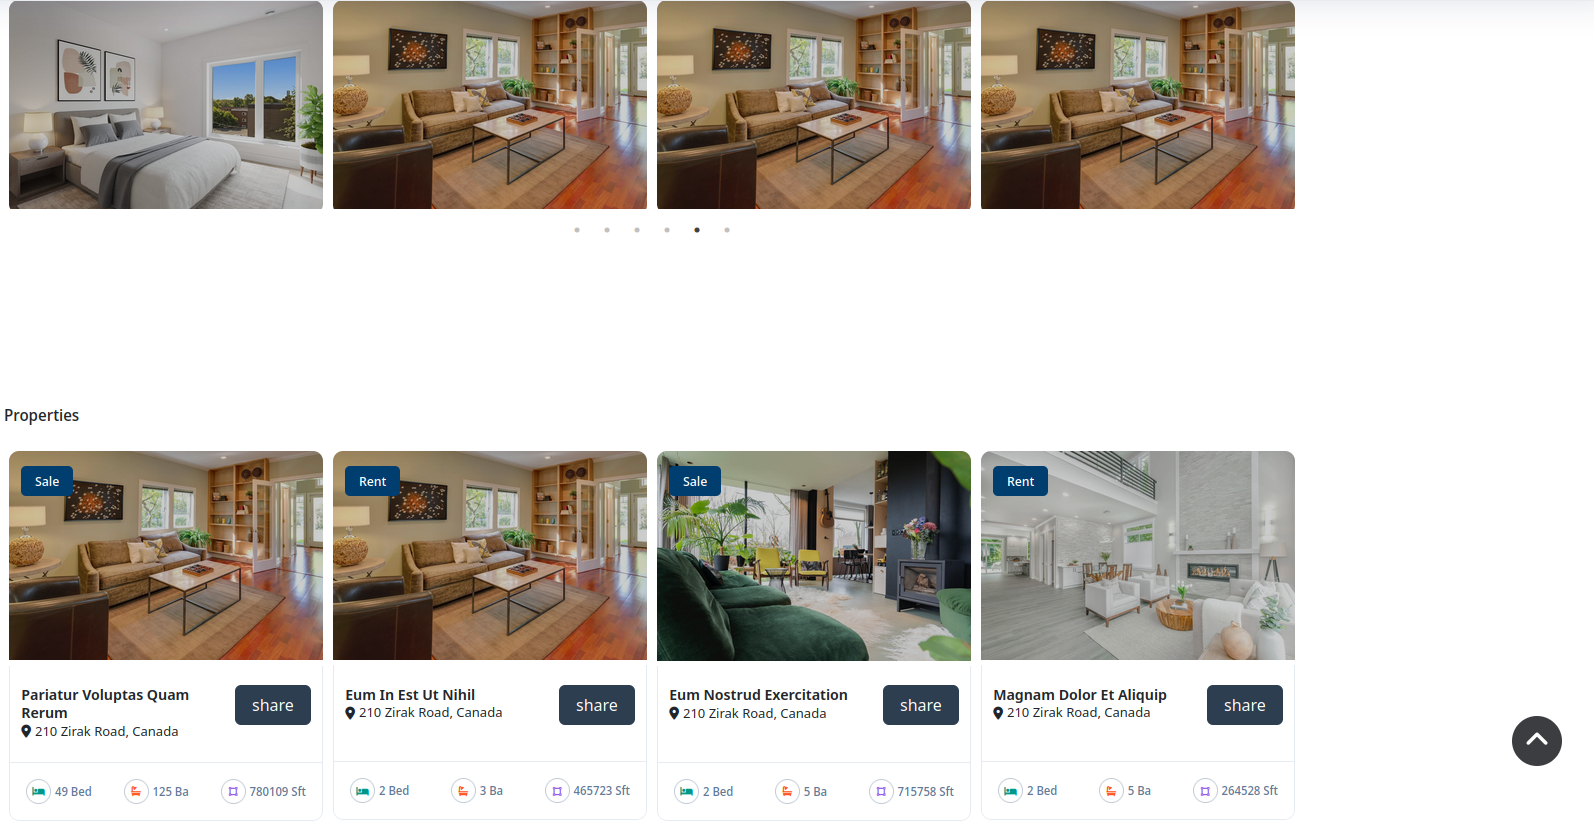 Properties
Sale
Rent
Sale
Rent
Pariatur Voluptas Quam
Rerum
210 Zirak Road, Canada
share
Eum In Est Ut Nihil
210 Zirak Road, Canada
share
Eum Nostrud Exercitation
210 Zirak Road, Canada
share
Magnam Dolor Et Aliquip
210 Zirak Road, Canada
share
49 Bed 125 Ba 780109 Sft
2 Bed 3 Ba 465723 Sft
2 Bed 5 Ba 715758 Sft
2 Bed 5 Ba 264528 Sft